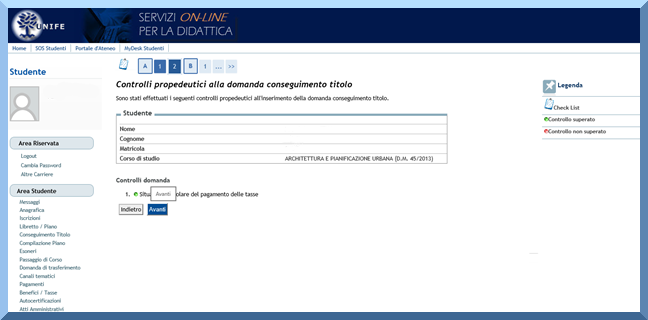 UNIFE
SERVIZI ON-LINE
PER LA DIDATTICA
Home SOS Studenti Portale d'Ateneo MyDesk Studenti
Studente
Area Riservata
Logout
Cambia Password
Altre Carriere
Area Studente
Messaggi
Anagrafica
Iscrizioni
Libretto / Piano
Conseguimento Titolo
Compilazione Piano
Esoneri
Passaggio di Corso
Domanda di trasferimento
Canali tematici
Pagamenti
Benefici / Tasse
Autocertificazioni
Atti Amministrativi
A 1 2 B 1 ... >>
Controlli propedeutici alla domanda conseguimento titolo
Sono stati effettuati i seguenti controlli propedeutici all'inserimento della domanda conseguimento titolo.
Studente
Nome
Cognome
Matricola
Corso di studio ARCHITETTURA E PIANIFICAZIONE URBANA (D.M. 45/2013)
Controlli domanda
1. Situa Avanti olare del pagamento delle tasse
Indietro Avanti
Legenda
Check List
Controllo superato
Controllo non superato